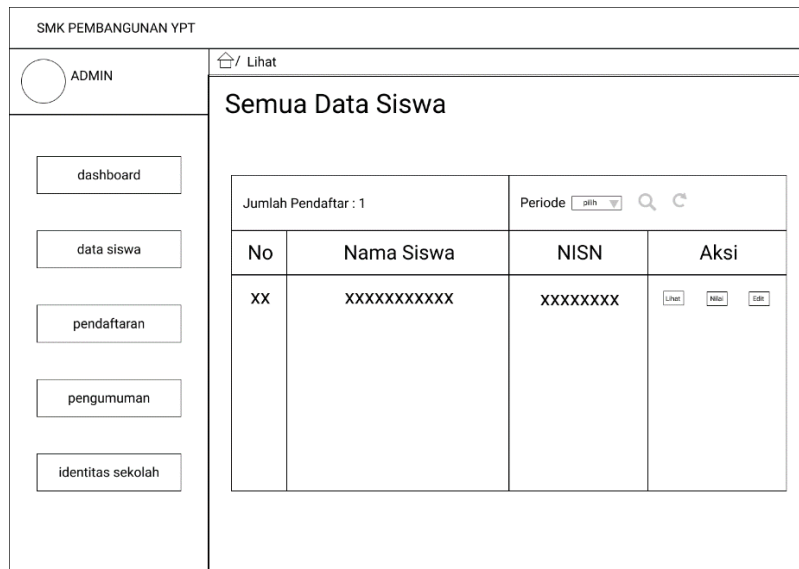 SMK PEMBANGUNAN YPT
ADMIN
/ Lihat
Semua Data Siswa
dashboard
data siswa
pendaftaran
pengumuman
identitas sekolah
Jumlah Pendaftar : 1
Periode pilih
No Nama Siswa NISN Aksi
XX XXXXXXXXXXX XXXXXXXX Lihat Nilai Edit